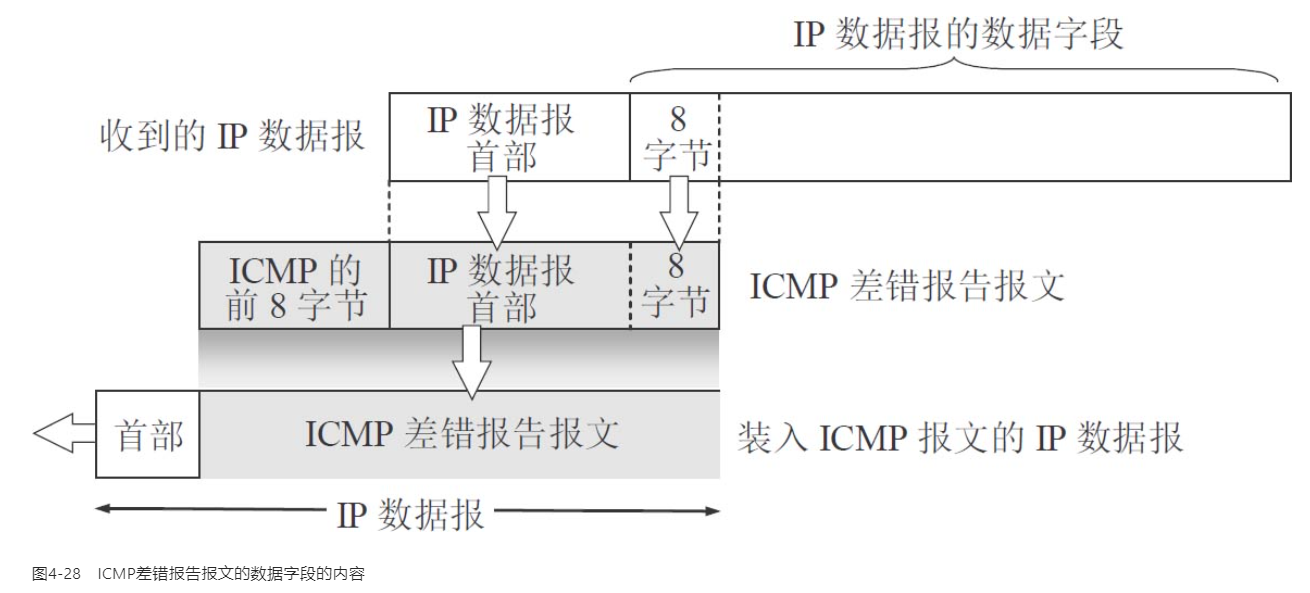 IP 数据报的数据字段
收到的 IP 数据报
IP 数据报
首部
8
字节
ICMP 的
前 8 字节
IP 数据报
首部
8
字节
ICMP 差错报告报文
首部
ICMP 差错报告报文
装入 ICMP 报文的 IP 数据报
IP 数据报
图4-28 ICMP差错报告报文的数据字段的内容